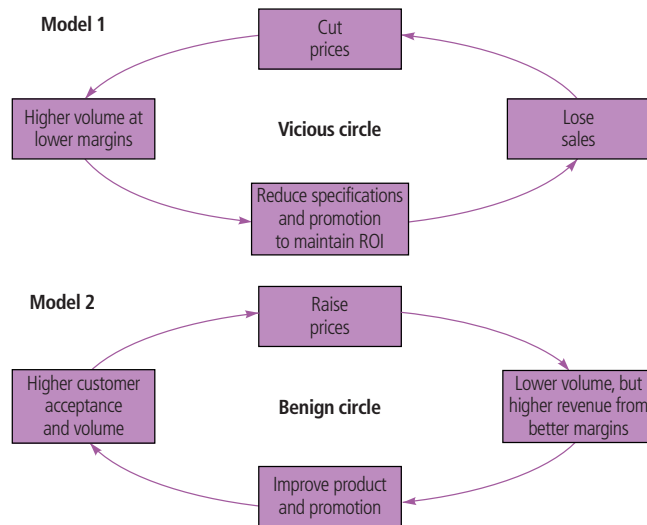 Model 1
Cut
prices
Higher volume at
lower margins
Vicious circle
Lose
sales
Reduce specifications
and promotion
to maintain ROI
Model 2
Raise
prices
Higher customer
acceptance
and volume
Benign circle
Lower volume, but
higher revenue from
better margins
Improve product
and promotion